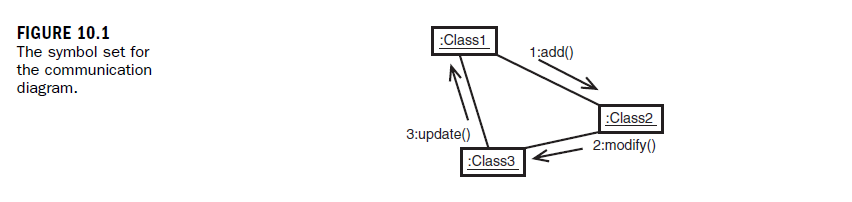 FIGURE 10.1
The symbol set for
the communication
diagram.
:Class1
1:add()
:Class2
2:modify()
3:update()
:Class3